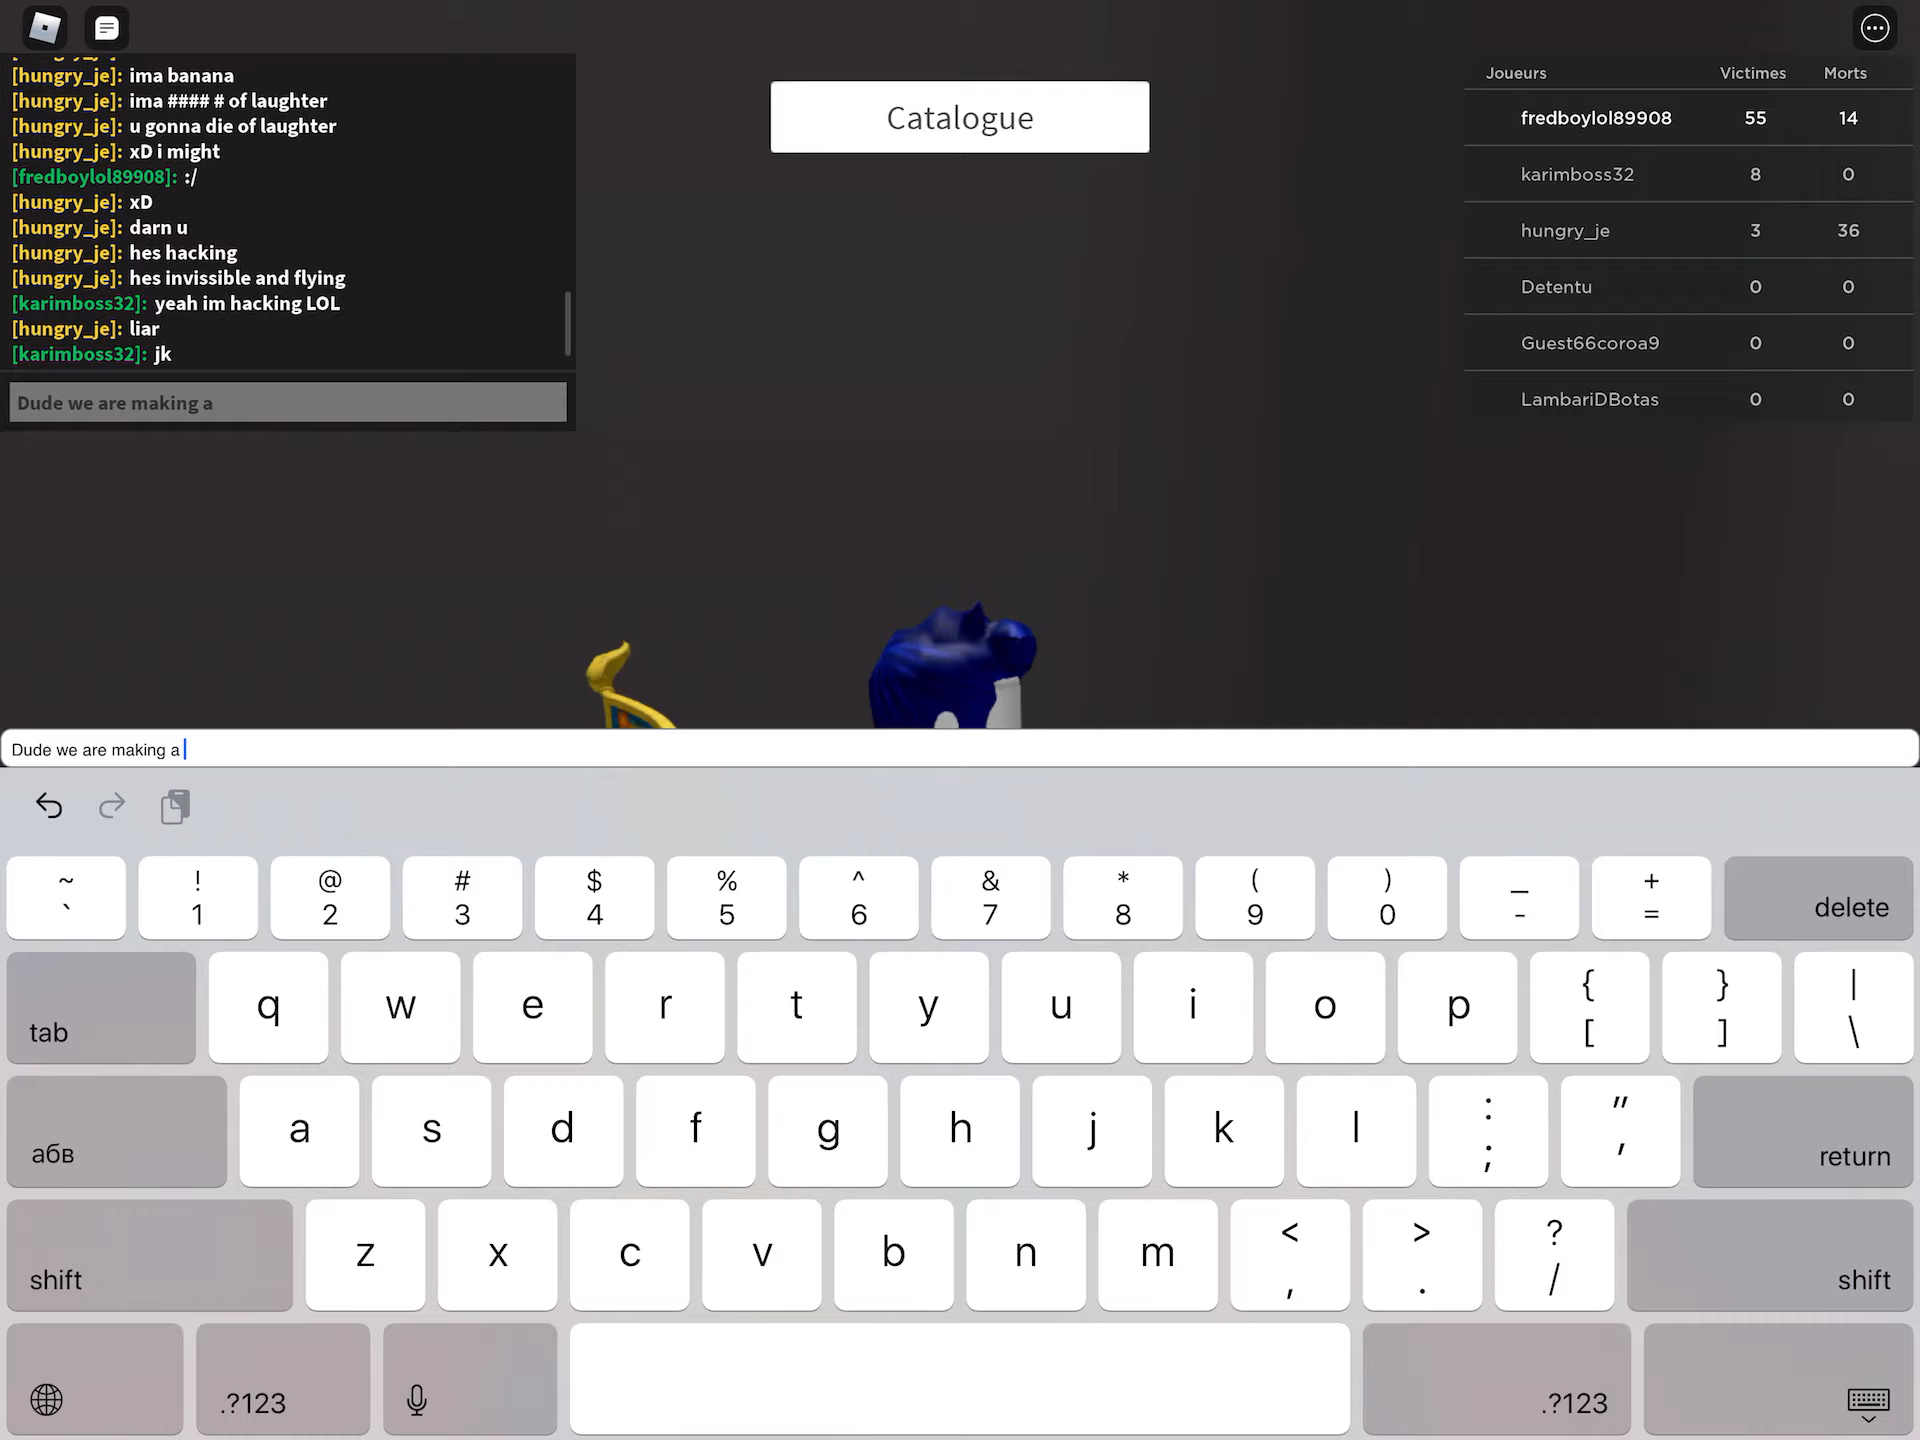 [hungry_je]: ima banana
[hungry_je]: ima #### # of laughter
[hungry_je]: u gonna die of laughter
[hungry_je]: xD i might
[fredboylol89908]: :/
[hungry_je]: xD
[hungry_je]: darn u
[hungry_je]: hes hacking
[hungry_je]: hes invissible and flying
[karimboss32]: yeah im hacking LOL
[hungry_je]: liar
[karimboss32]: jk
Dude we are making a
Catalogue
Joueurs Victimes Morts
fredboylol89908 55 14
karimboss32 8 0
hungry_je 3 36
Detentu 0 0
Guest66coroa9 0 0
LambariDBotas 0 0
Dude we are making a
~ ! @ # $ % ^ & * ( ) _ +
` 1 2 3 4 5 6 7 8 9 0 - = delete
tab q w e r t y u i o p { [ } ] | \
абв a s d f g h j k l : ; " ' return
shift z x c v b n m < , > . ? / shift
.?123 .?123